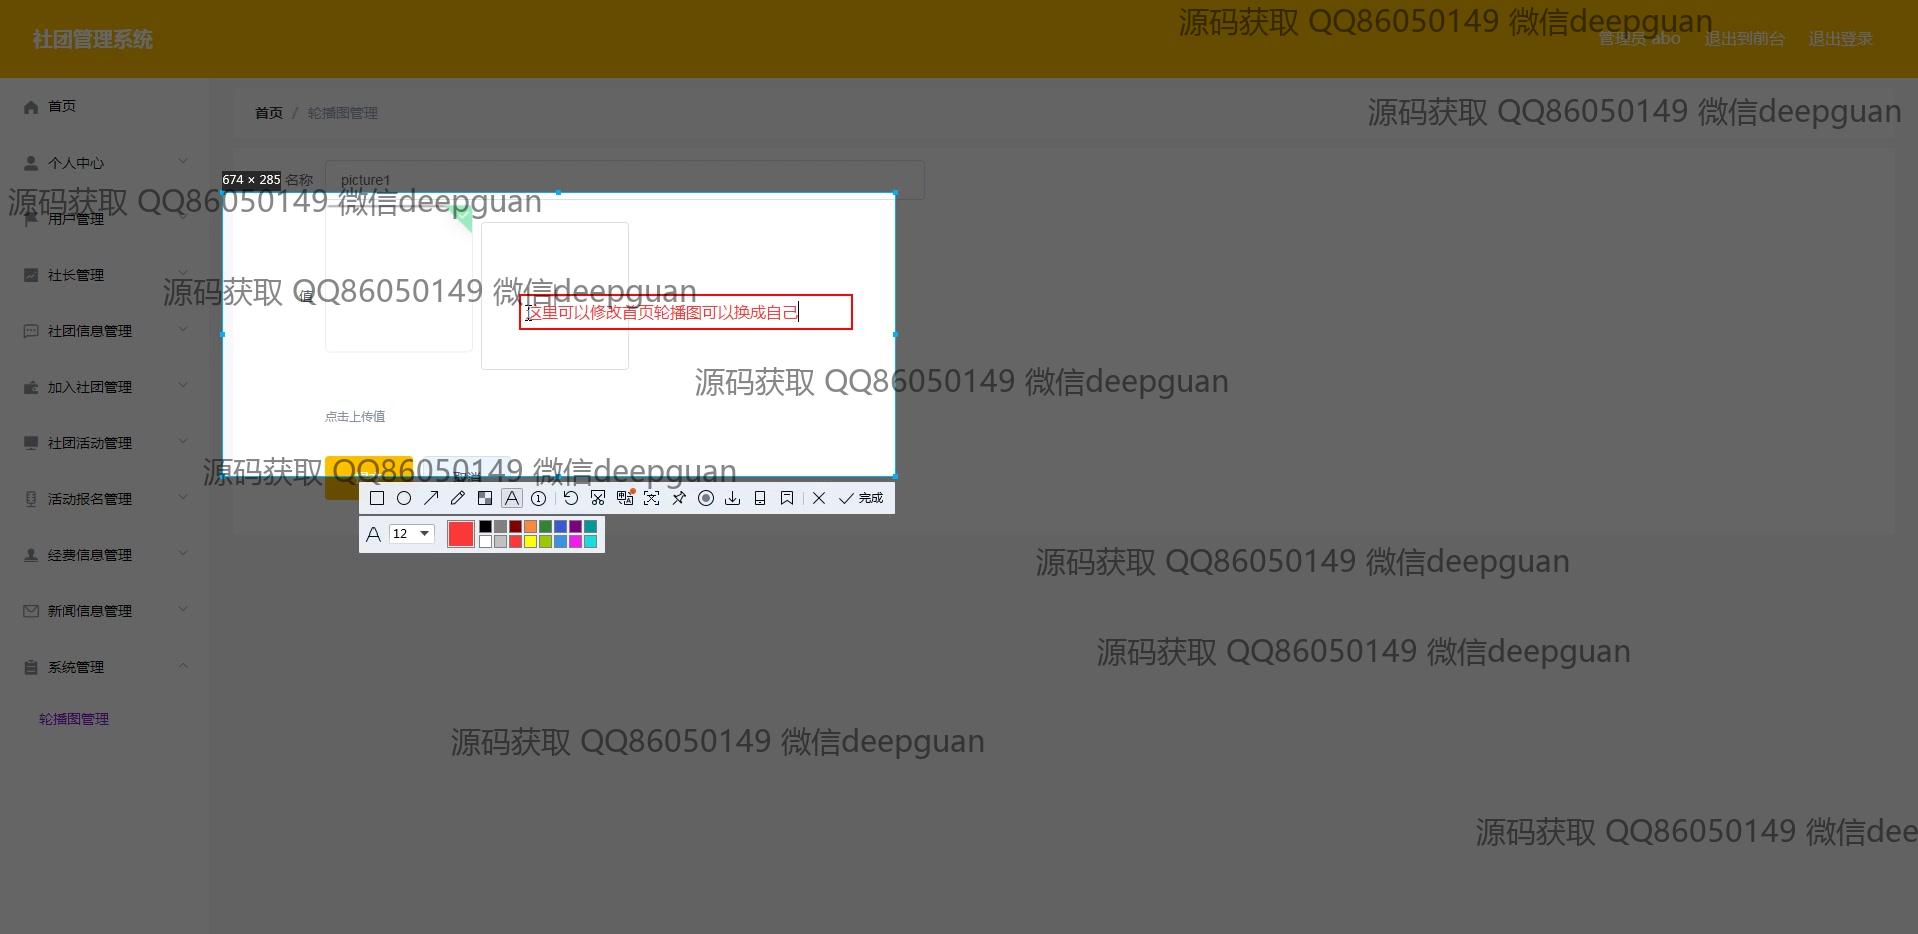 源码获取 QQ86050149 微信deepguan
社团管理系统
管理员 abo
退出到前台
退出登录
首页
首页 / 轮播图管理
源码获取 QQ86050149 微信deepguan
个人中心
674 × 285
名称
picture1
源码获取 QQ86050149 微信deepguan
用户管理
社长管理
源码获取 QQ86050149 微信deepguan
值
这里可以修改首页轮播图可以换成自己
社团信息管理
加入社团管理
源码获取 QQ86050149 微信deepguan
点击上传值
社团活动管理
源码获取 QQ86050149 微信deepguan
取消
活动报名管理
完成
A 12
经费信息管理
源码获取 QQ86050149 微信deepguan
新闻信息管理
源码获取 QQ86050149 微信deepguan
系统管理
轮播图管理
源码获取 QQ86050149 微信deepguan
源码获取 QQ86050149 微信dee